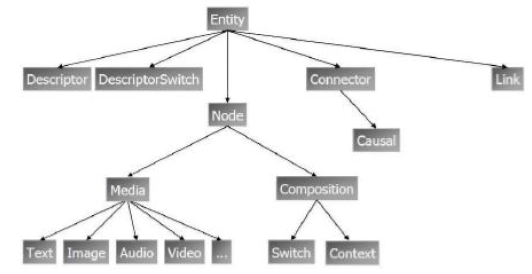 Entity
Descriptor DescriptorSwitch Connector Link
Node
Causal
Media Composition
Text Image Audio Video ... Switch Context